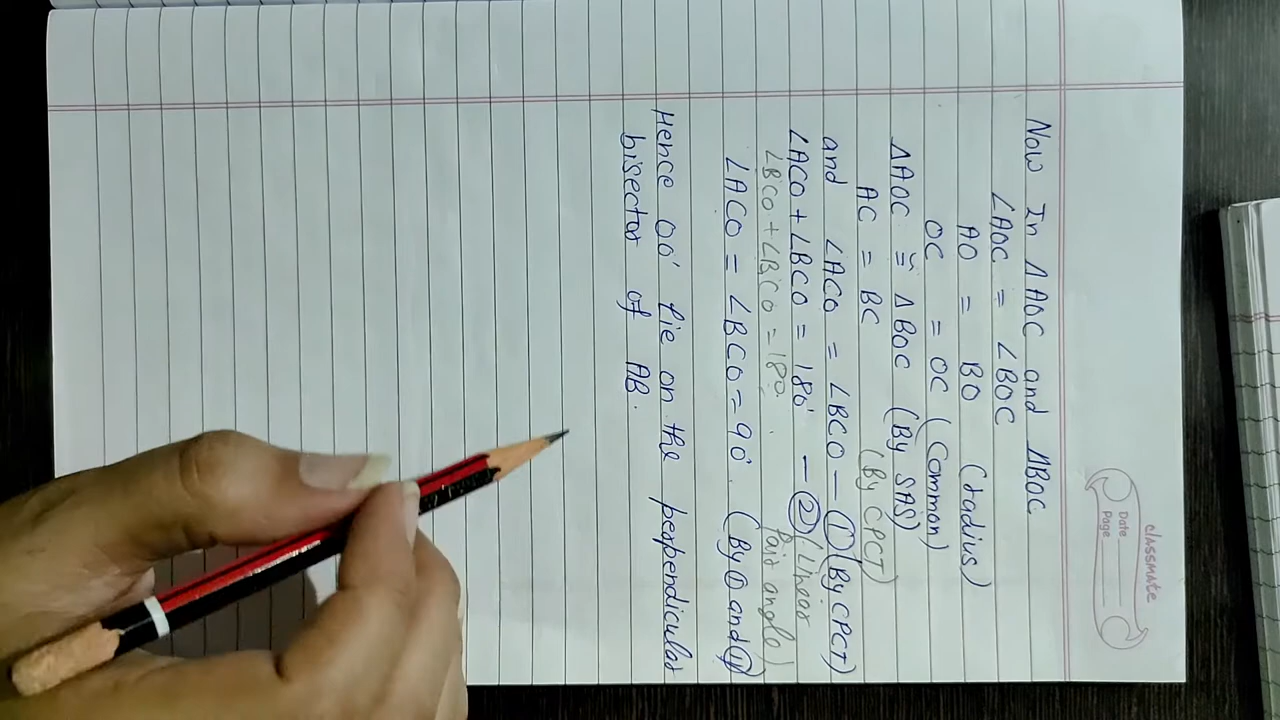 classmate
Date
Page
Now In ΔAOC and ΔBOC
∠AOC = ∠BOC
AO = BO (radius)
OC = OC (Common)
ΔAOC ≅ ΔBOC (By SAS)
AC = BC (By CPCT)
and ∠ACO = ∠BCO — ① (By CPCT)
∠ACO + ∠BCO = 180° — ② (Linear
∠BCO + ∠BCO = 180. Pair angle)
∠ACO = ∠BCO = 90°. (By ① and ②)
Hence OO' lie on the perpendicular
bisector of AB.